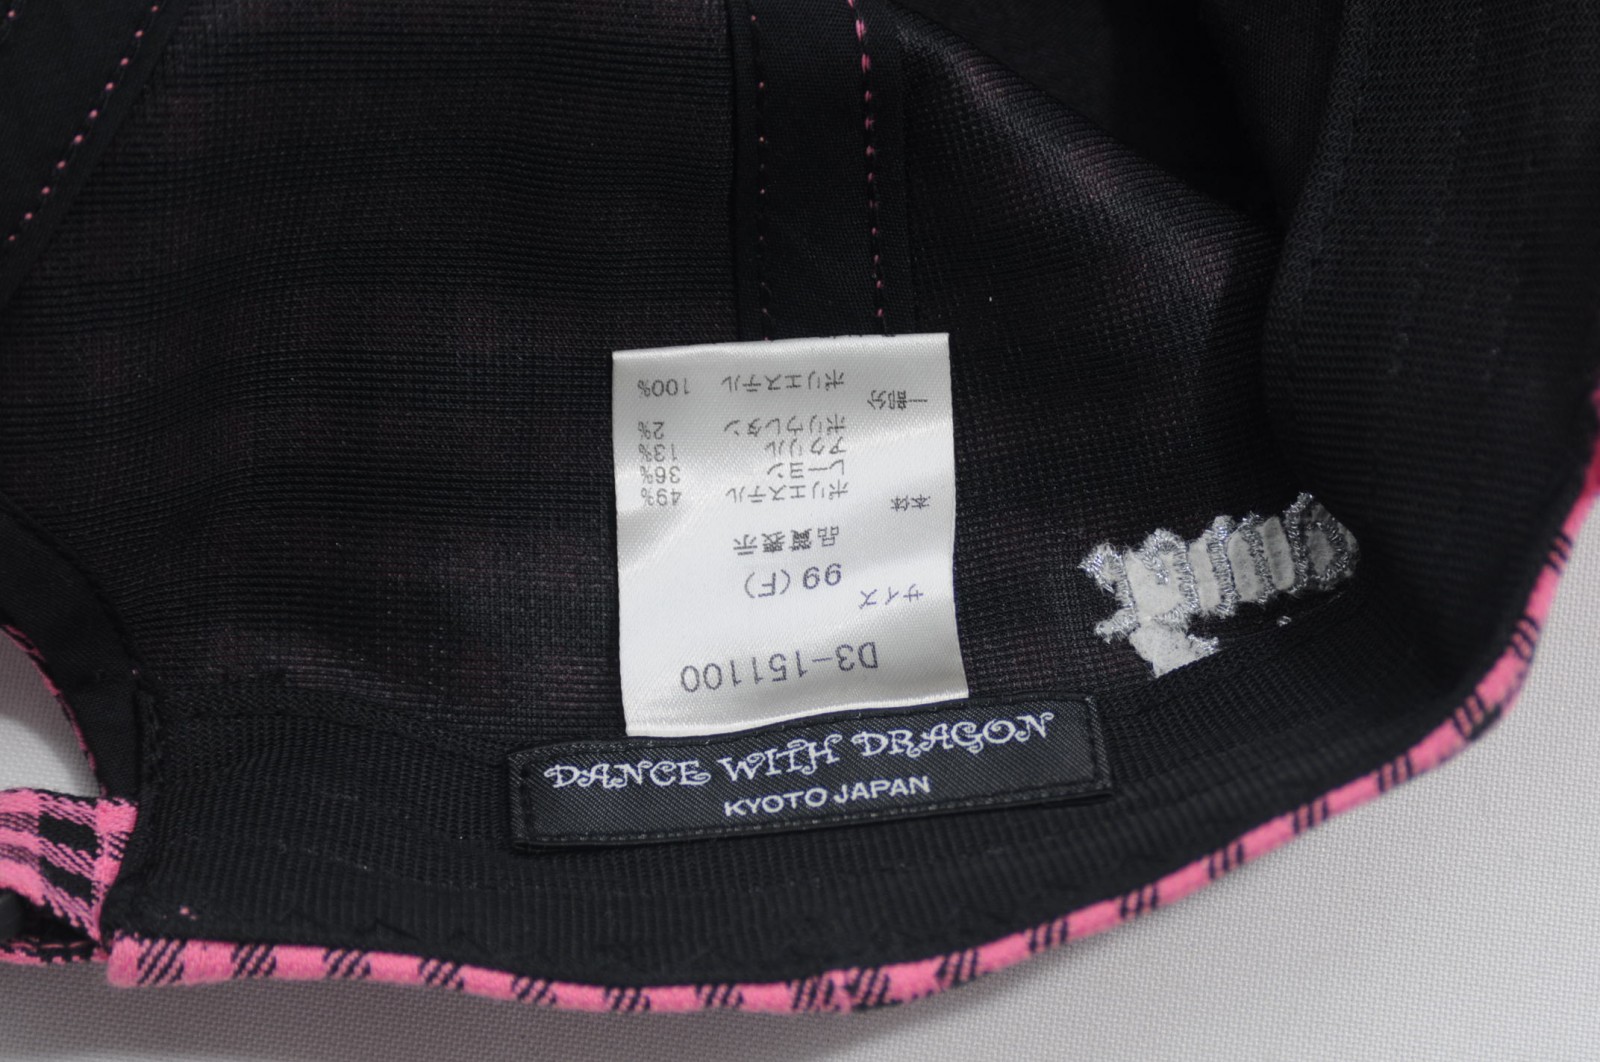 D3-151100
サイズ
99 (F)
品質表示
本体 ポリエステル 49%
レーヨン 36%
アクリル 13%
ポリウレタン 2%
一部分
ポリエステル 100%
DANCE WITH DRAGON
KYOTO JAPAN